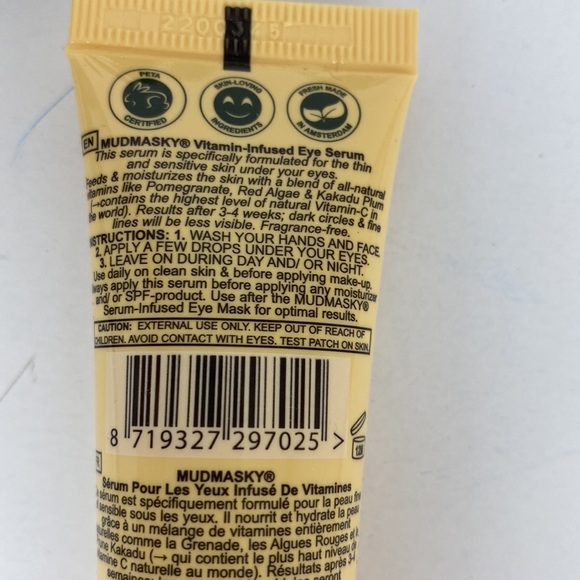 PETA
CERTIFIED
SKIN-LOVING
INGREDIENTS
FRESH MADE
IN AMSTERDAM
EN MUDMASKY® Vitamin-Infused Eye Serum
This serum is specifically formulated for the thin
and sensitive skin under your eyes.
Feeds & moisturizes the skin with a blend of all-natural
vitamins like Pomegranate, Red Algae & Kakadu Plum
(→contains the highest level of natural Vitamin-C in
the world). Results after 3-4 weeks; dark circles & fine
lines will be less visible. Fragrance-free.
INSTRUCTIONS: 1. WASH YOUR HANDS AND FACE.
2. APPLY A FEW DROPS UNDER YOUR EYES.
3. LEAVE ON DURING DAY AND/ OR NIGHT.
Use daily on clean skin & before applying make-up.
Always apply this serum before applying any moisturizer
and/ or SPF-product. Use after the MUDMASKY®
Serum-Infused Eye Mask for optimal results.
CAUTION: EXTERNAL USE ONLY. KEEP OUT OF REACH OF
CHILDREN. AVOID CONTACT WITH EYES. TEST PATCH ON SKIN.
8 719327 297025 >
12M
MUDMASKY®
Sérum Pour Les Yeux Infusé De Vitamines
sérum est spécifiquement formulé pour la peau fine
sensible sous les yeux. Il nourrit et hydrate la peau
grâce à un mélange de vitamines entièrement
comme la Grenade, les Algues Rouges et
Kakadu (→ qui contient le plus haut niveau de
C naturelle au monde). Résultats après 3-4